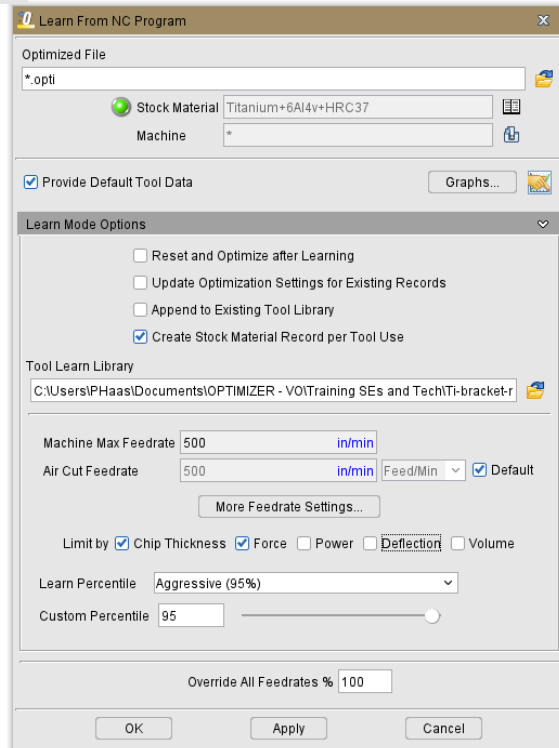 Learn From NC Program
Optimized File
*.opti
Stock Material Titanium+6Al4v+HRC37
Machine *
Provide Default Tool Data Graphs...
Learn Mode Options
Reset and Optimize after Learning
Update Optimization Settings for Existing Records
Append to Existing Tool Library
Create Stock Material Record per Tool Use
Tool Learn Library
C:\Users\PHaas\Documents\OPTIMIZER - VO\Training SEs and Tech\Ti-bracket-r
Machine Max Feedrate 500 in/min
Air Cut Feedrate 500 in/min Feed/Min Default
More Feedrate Settings...
Limit by Chip Thickness Force Power Deflection Volume
Learn Percentile Aggressive (95%)
Custom Percentile 95
Override All Feedrates % 100
OK Apply Cancel